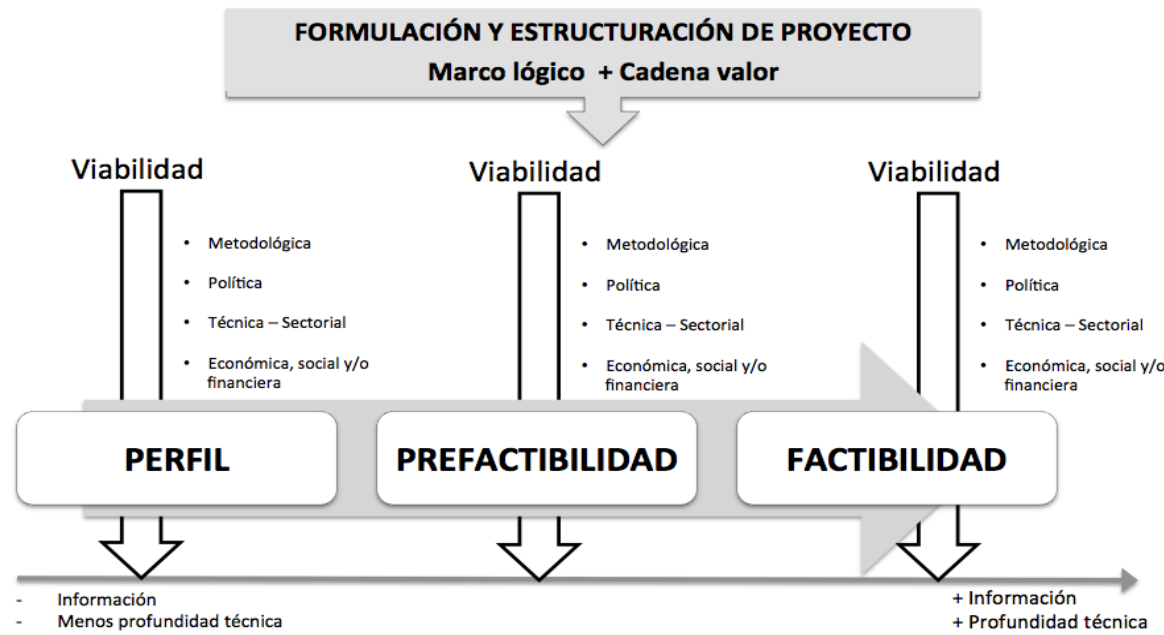 FORMULACIÓN Y ESTRUCTURACIÓN DE PROYECTO
Marco lógico + Cadena valor
Viabilidad
• Metodológica
• Política
• Técnica – Sectorial
• Económica, social y/o
financiera
Viabilidad
• Metodológica
• Política
• Técnica – Sectorial
• Económica, social y/o
financiera
Viabilidad
• Metodológica
• Política
• Técnica – Sectorial
• Económica, social y/o
financiera
PERFIL
PREFACTIBILIDAD
FACTIBILIDAD
- Información
- Menos profundidad técnica
+ Información
+ Profundidad técnica